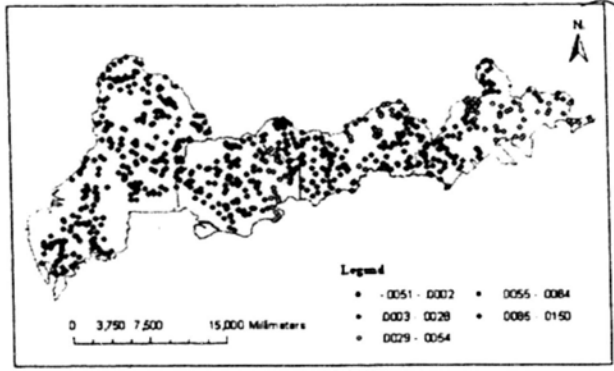 N.
Legend
-.0051 - .0002
.0003 - .0028
.0029 - .0054
.0055 - .0084
.0085 - .0150
0 3,750 7,500 15,000 Millimeters